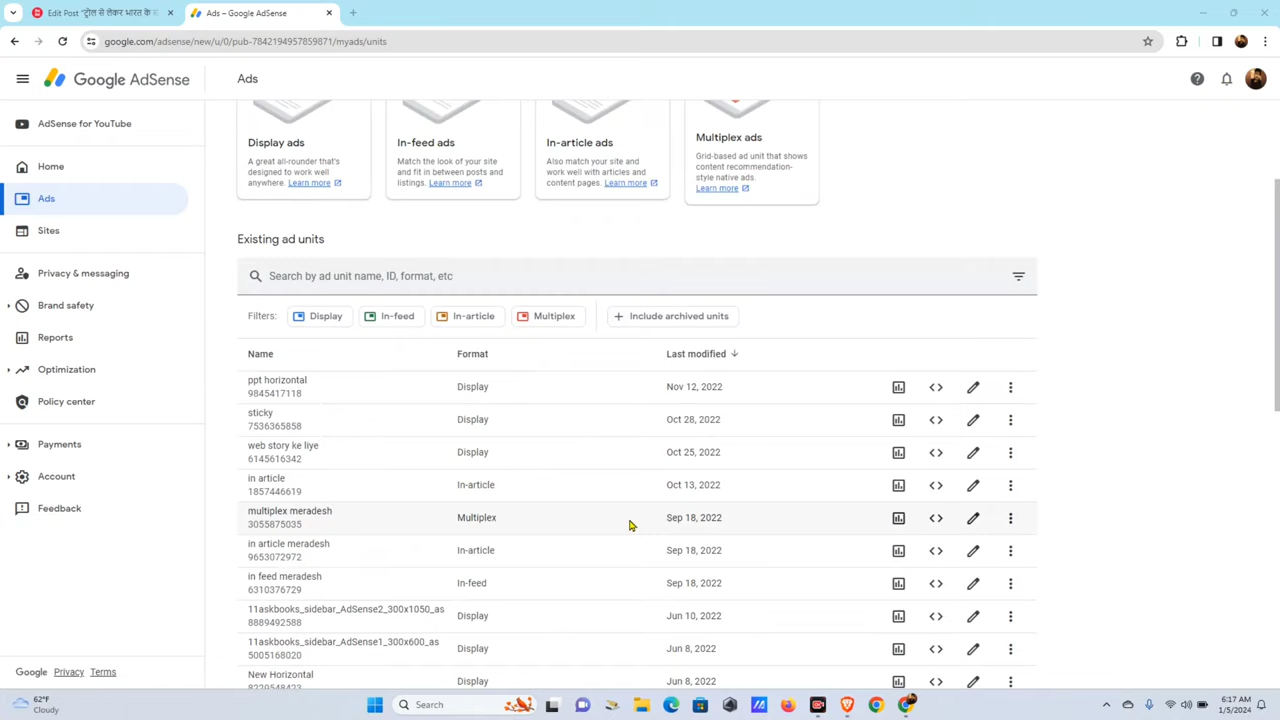 Edit Post "ट्रोल से लेकर भारत के
Ads – Google AdSense
google.com/adsense/new/u/0/pub-7842194957859871/myads/units
Google AdSense
Ads
AdSense for YouTube
Home
Ads
Sites
Privacy & messaging
Brand safety
Reports
Optimization
Policy center
Payments
Account
Feedback
Google Privacy Terms
Display ads
A great all-rounder that's
designed to work well
anywhere. Learn more
In-feed ads
Match the look of your site
and fit in between posts and
listings. Learn more
In-article ads
Also match your site and
work well with articles and
content pages. Learn more
Multiplex ads
Grid-based ad unit that shows
content recommendation-
style native ads.
Learn more
Existing ad units
Search by ad unit name, ID, format, etc
Filters: Display In-feed In-article Multiplex Include archived units
Name Format Last modified
ppt horizontal
9845417118 Display Nov 12, 2022
sticky
7536365858 Display Oct 28, 2022
web story ke liye
6145616342 Display Oct 25, 2022
in article
1857446619 In-article Oct 13, 2022
multiplex meradesh
3055875035 Multiplex Sep 18, 2022
in article meradesh
9653072972 In-article Sep 18, 2022
in feed meradesh
6310376729 In-feed Sep 18, 2022
11askbooks_sidebar_AdSense2_300x1050_as
8889492588 Display Jun 10, 2022
11askbooks_sidebar_AdSense1_300x600_as
5005168020 Display Jun 8, 2022
New Horizontal
8229548423 Display Jun 8, 2022
62°F
Cloudy
Search
6:17 AM
1/5/2024